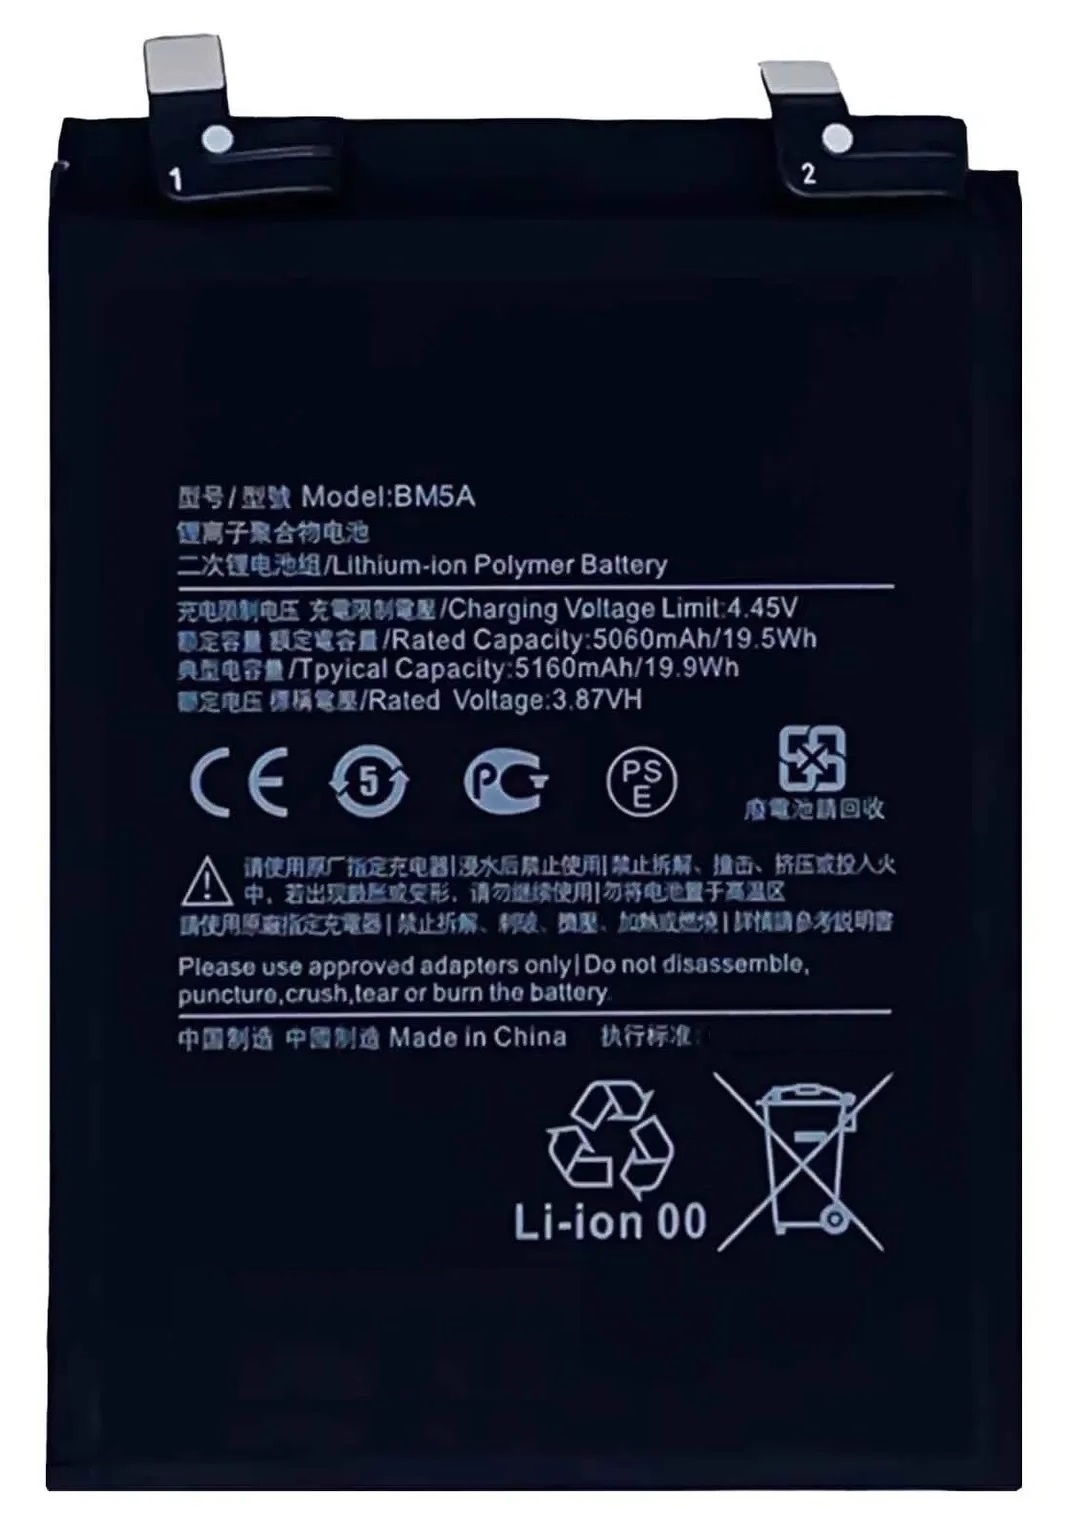 1
2
型号/型號 Model:BM5A
锂离子聚合物电池
二次锂电池组/Lithium-ion Polymer Battery
充电限制电压 充電限制電壓/Charging Voltage Limit:4.45V
额定容量 額定電容量/Rated Capacity:5060mAh/19.5Wh
典型电容量/Tpyical Capacity:5160mAh/19.9Wh
额定电压 標稱電壓/Rated Voltage:3.87VH
CE
5
PC
PS
E
廢電池請回收
请使用原厂指定充电器|浸水后禁止使用|禁止拆解、撞击、挤压或投入火
中，若出现鼓胀或变形，请勿继续使用|勿将电池置于高温区
請使用原廠指定充電器|禁止拆解、刺破、擠壓、加熱或燃燒|詳情請參考説明書
Please use approved adapters only|Do not disassemble,
puncture,crush,tear or burn the battery.
中国制造 中國制造 Made in China 执行标准:
Li-ion 00